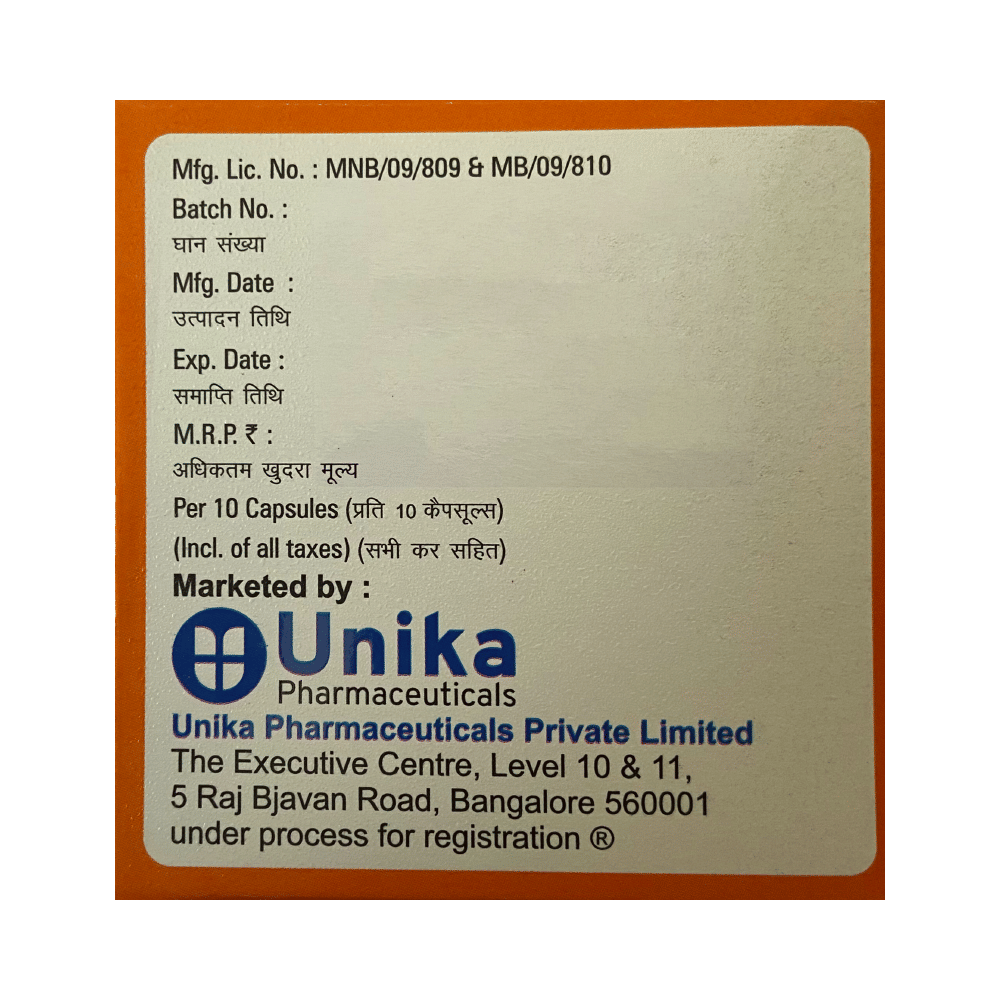 Mfg. Lic. No. : MNB/09/809 & MB/09/810
Batch No. :
घान संख्या
Mfg. Date :
उत्पादन तिथि
Exp. Date :
समाप्ति तिथि
M.R.P. ₹ :
अधिकतम खुदरा मूल्य
Per 10 Capsules (प्रति 10 कैपसूल्स)
(Incl. of all taxes) (सभी कर सहित)
Marketed by :
Unika
Pharmaceuticals
Unika Pharmaceuticals Private Limited
The Executive Centre, Level 10 & 11,
5 Raj Bjavan Road, Bangalore 560001
under process for registration ®